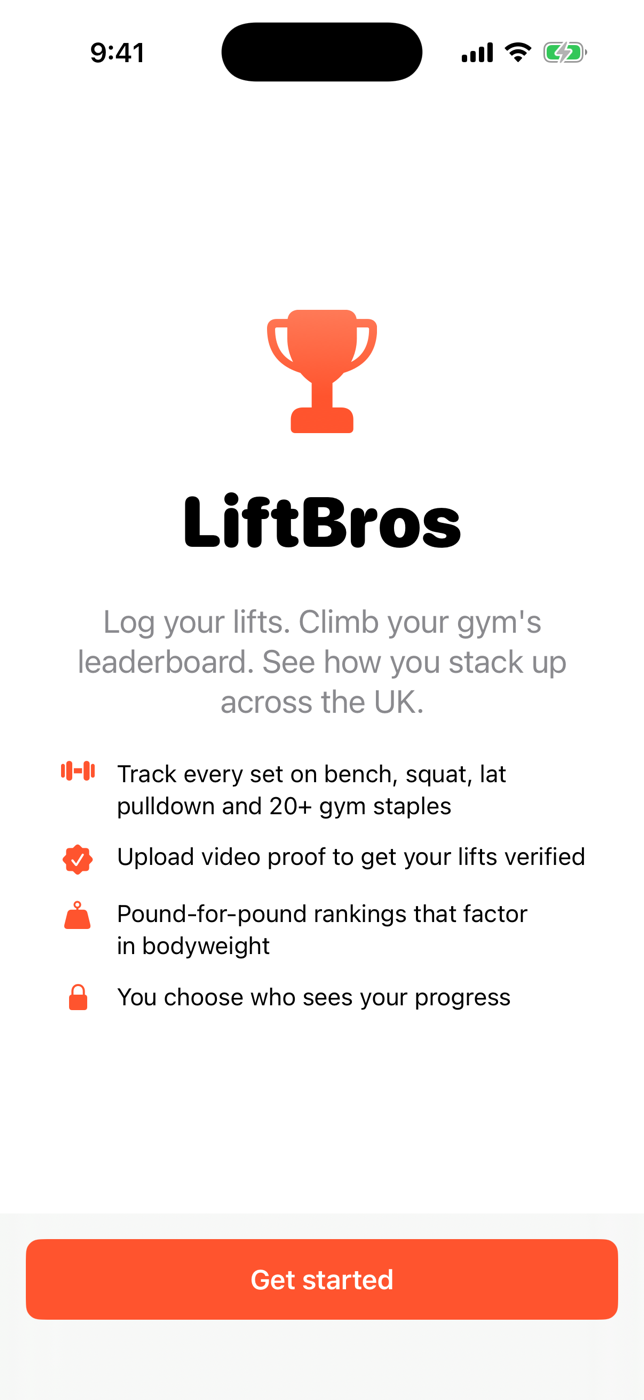 9:41
LiftBros
Log your lifts. Climb your gym's
leaderboard. See how you stack up
across the UK.
Track every set on bench, squat, lat
pulldown and 20+ gym staples
Upload video proof to get your lifts verified
Pound-for-pound rankings that factor
in bodyweight
You choose who sees your progress
Get started